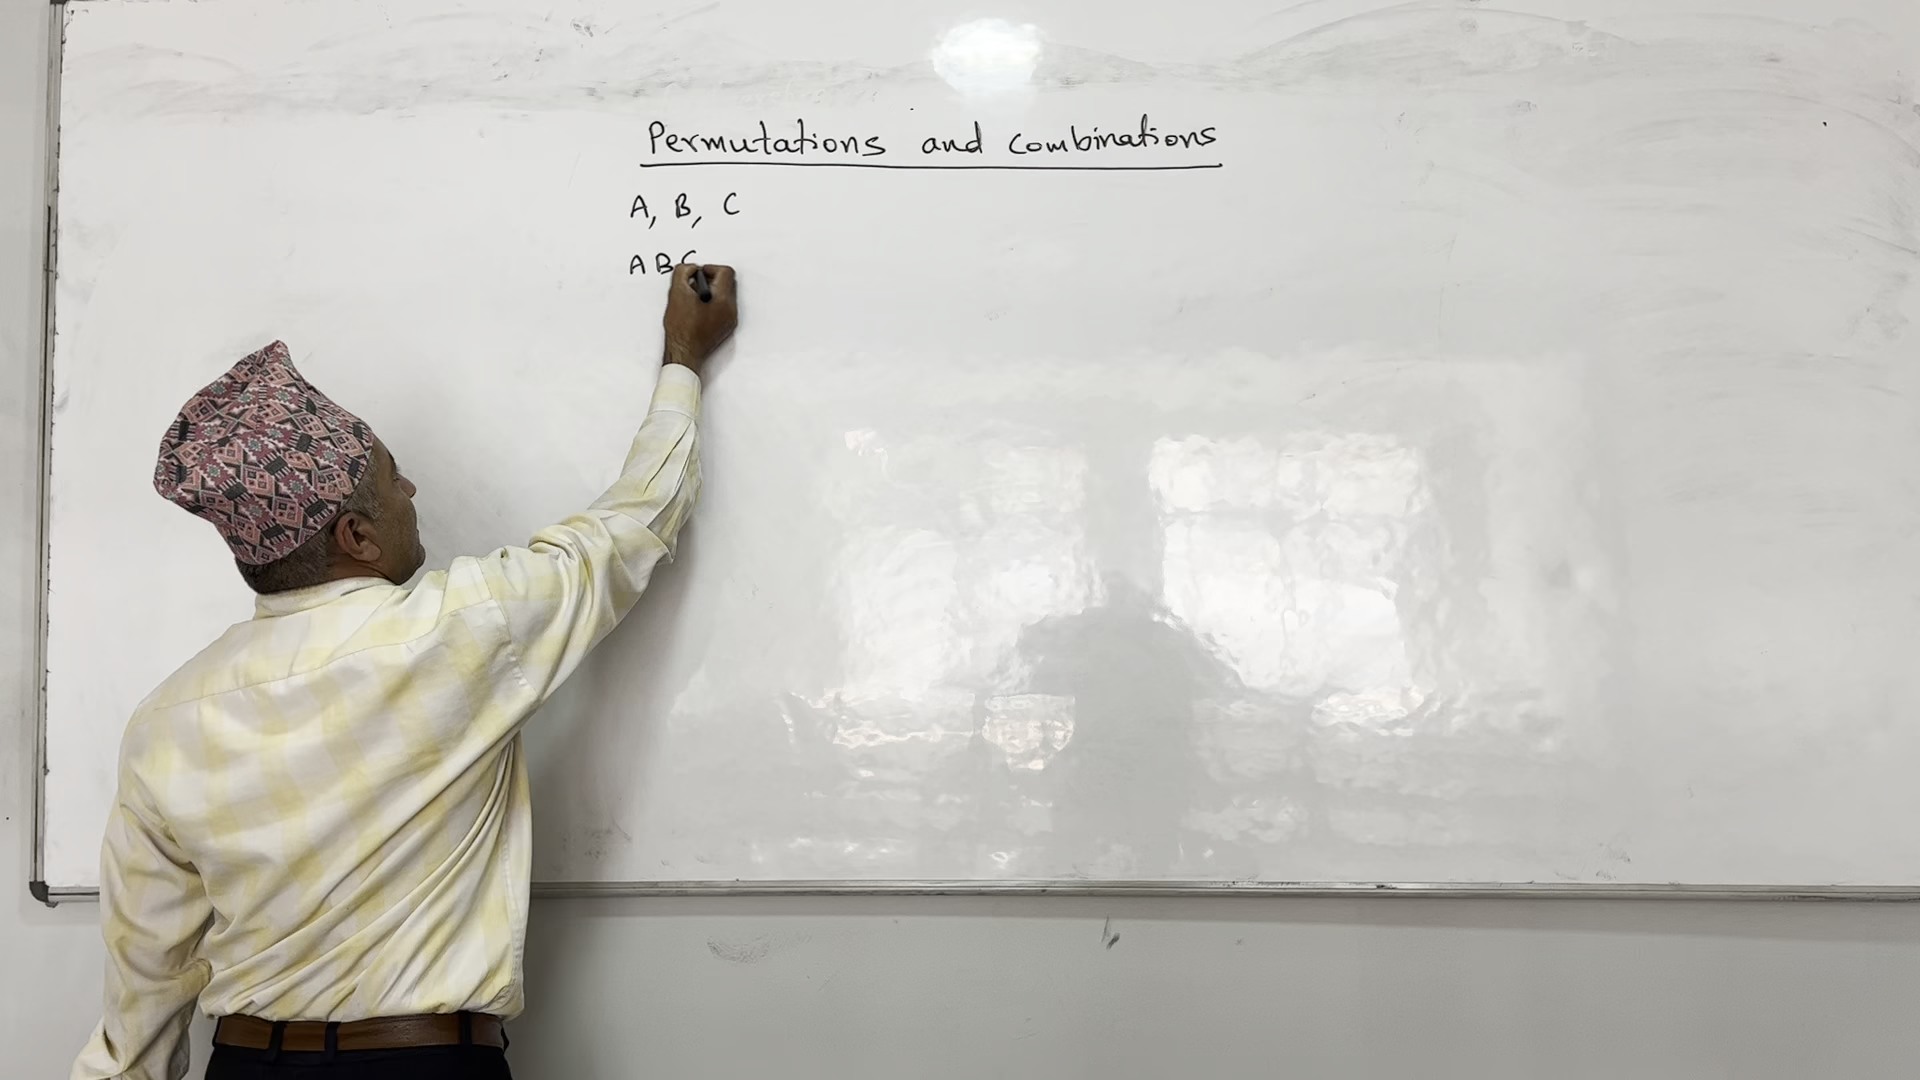 Permutations and combinations
A, B, C
A B C